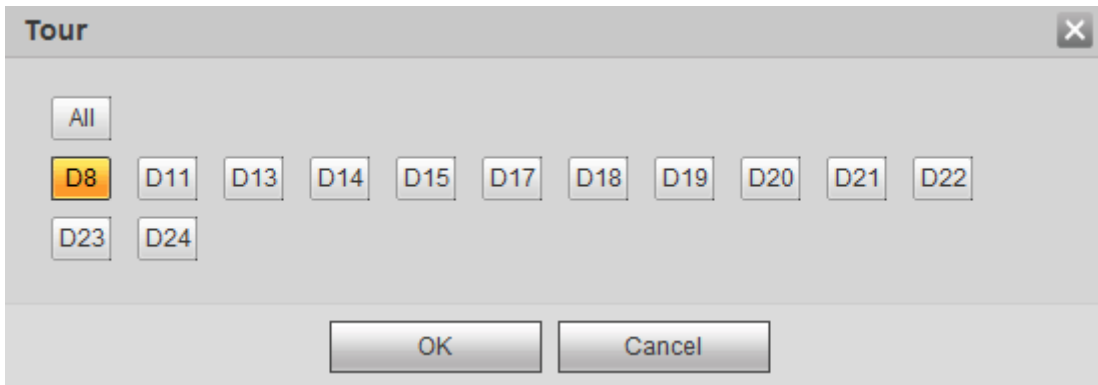 Tour
All
D8 D11 D13 D14 D15 D17 D18 D19 D20 D21 D22
D23 D24
OK Cancel